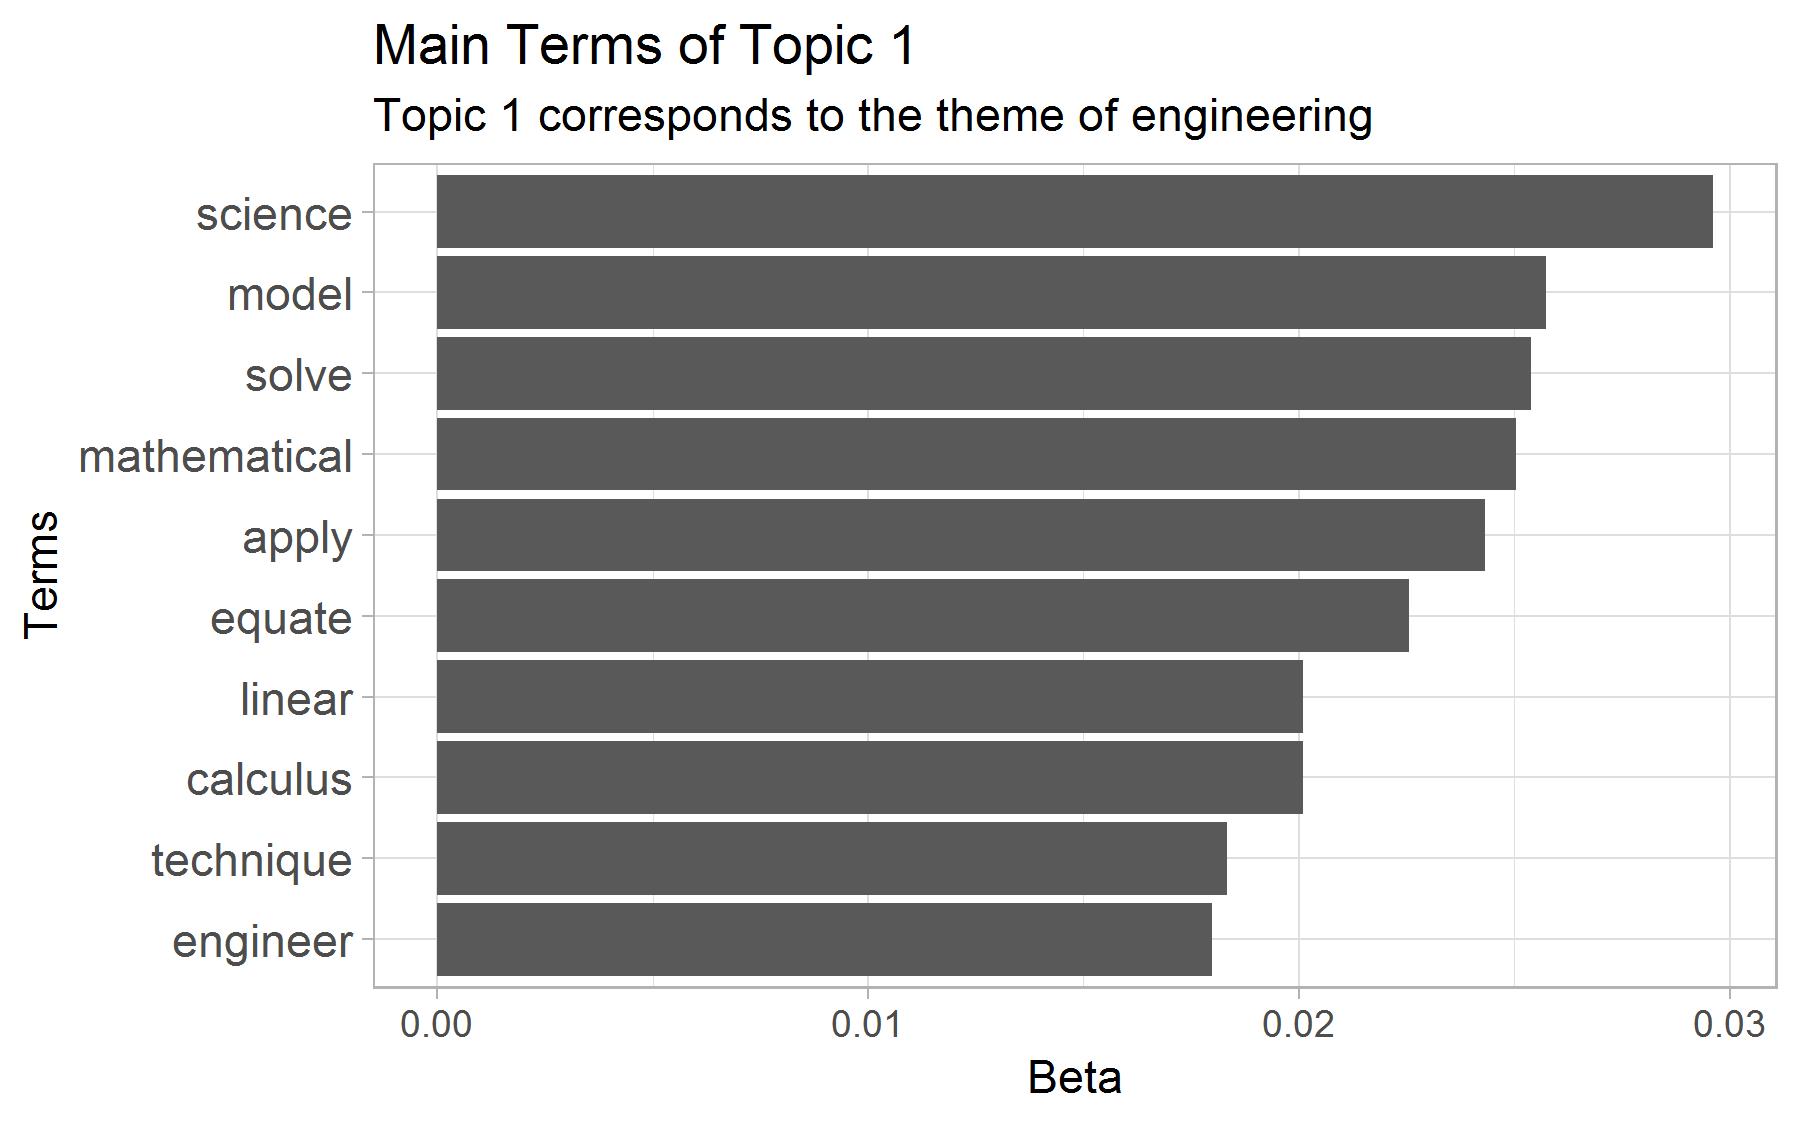 Main Terms of Topic 1
Topic 1 corresponds to the theme of engineering
science
model
solve
mathematical
apply
equate
linear
calculus
technique
engineer
Terms
0.00 0.01 0.02 0.03
Beta